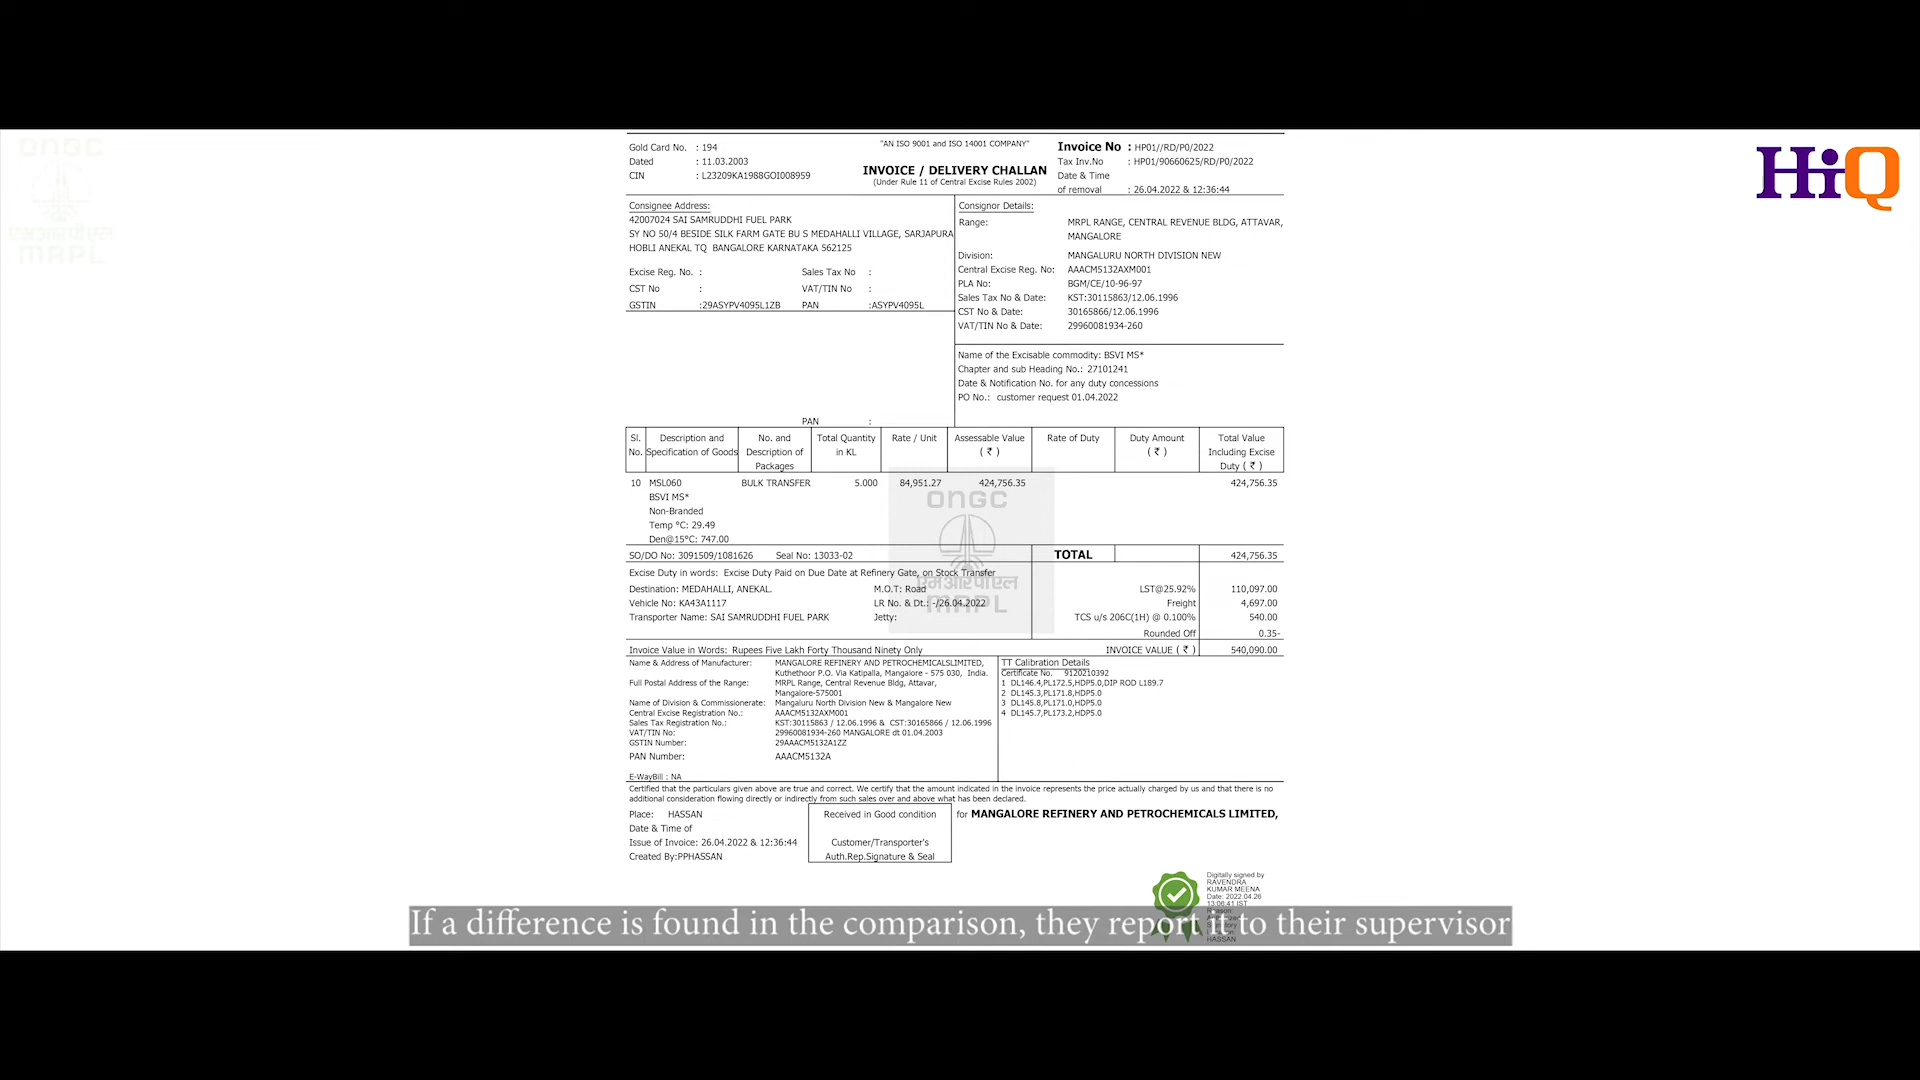 ONGC
एमआरपीएल
MRPL
HiQ
Gold Card No. : 194
Dated : 11.03.2003
CIN : L23209KA1988GOI008959
"AN ISO 9001 and ISO 14001 COMPANY"
INVOICE / DELIVERY CHALLAN
(Under Rule 11 of Central Excise Rules 2002)
Invoice No : HP01//RD/P0/2022
Tax Inv.No : HP01/90660625/RD/P0/2022
Date & Time
of removal : 26.04.2022 & 12:36:44
Consignee Address:
42007024 SAI SAMRUDDHI FUEL PARK
SY NO 50/4 BESIDE SILK FARM GATE BU S MEDAHALLI VILLAGE, SARJAPURA
HOBLI ANEKAL TQ BANGALORE KARNATAKA 562125
Excise Reg. No. : Sales Tax No :
CST No : VAT/TIN No :
GSTIN :29ASYPV4095L1ZB PAN :ASYPV4095L
PAN :
Consignor Details:
Range: MRPL RANGE, CENTRAL REVENUE BLDG, ATTAVAR,
MANGALORE
Division: MANGALURU NORTH DIVISION NEW
Central Excise Reg. No: AAACM5132AXM001
PLA No: BGM/CE/10-96-97
Sales Tax No & Date: KST:30115863/12.06.1996
CST No & Date: 30165866/12.06.1996
VAT/TIN No & Date: 29960081934-260
Name of the Excisable commodity: BSVI MS*
Chapter and sub Heading No.: 27101241
Date & Notification No. for any duty concessions
PO No.: customer request 01.04.2022
Sl. Description and No. and Total Quantity Rate / Unit Assessable Value Rate of Duty Duty Amount Total Value
No. Specification of Goods Description of in KL ( ₹ ) ( ₹ ) Including Excise
Packages Duty ( ₹ )
10 MSL060 BULK TRANSFER 5.000 84,951.27 424,756.35 424,756.35
BSVI MS*
Non-Branded
Temp °C: 29.49
Den@15°C: 747.00
ONGC
एमआरपीएल
MRPL
SO/DO No: 3091509/1081626 Seal No: 13033-02 TOTAL 424,756.35
Excise Duty in words: Excise Duty Paid on Due Date at Refinery Gate, on Stock Transfer
Destination: MEDAHALLI, ANEKAL. M.O.T: Road LST@25.92% 110,097.00
Vehicle No: KA43A1117 LR No. & Dt.: -/26.04.2022 Freight 4,697.00
Transporter Name: SAI SAMRUDDHI FUEL PARK Jetty: TCS u/s 206C(1H) @ 0.100% 540.00
Rounded Off 0.35-
Invoice Value in Words: Rupees Five Lakh Forty Thousand Ninety Only INVOICE VALUE ( ₹ ) 540,090.00
Name & Address of Manufacturer: MANGALORE REFINERY AND PETROCHEMICALSLIMITED,
Kuthethoor P.O. Via Katipalla, Mangalore - 575 030, India.
Full Postal Address of the Range: MRPL Range, Central Revenue Bldg, Attavar,
Mangalore-575001
Name of Division & Commissionerate: Mangaluru North Division New & Mangalore New
Central Excise Registration No.: AAACM5132AXM001
Sales Tax Registration No.: KST:30115863 / 12.06.1996 & CST:30165866 / 12.06.1996
VAT/TIN No: 29960081934-260 MANGALORE dt 01.04.2003
GSTIN Number: 29AAACM5132A1ZZ
PAN Number: AAACM5132A
E-WayBill : NA
TT Calibration Details
Certificate No. 9120210392
1 DL146.4,PL172.5,HDP5.0,DIP ROD L189.7
2 DL145.3,PL171.8,HDP5.0
3 DL145.8,PL171.0,HDP5.0
4 DL145.7,PL173.2,HDP5.0
Certified that the particulars given above are true and correct. We certify that the amount indicated in the invoice represents the price actually charged by us and that there is no
additional consideration flowing directly or indirectly from such sales over and above what has been declared.
Place: HASSAN
Date & Time of
Issue of Invoice: 26.04.2022 & 12:36:44
Created By:PPHASSAN
Received in Good condition
Customer/Transporter's
Auth.Rep.Signature & Seal
for MANGALORE REFINERY AND PETROCHEMICALS LIMITED,
Digitally signed by
RAVENDRA
KUMAR MEENA
Date: 2022.04.26
13:06:41 IST
HASSAN
If a difference is found in the comparison, they report it to their supervisor